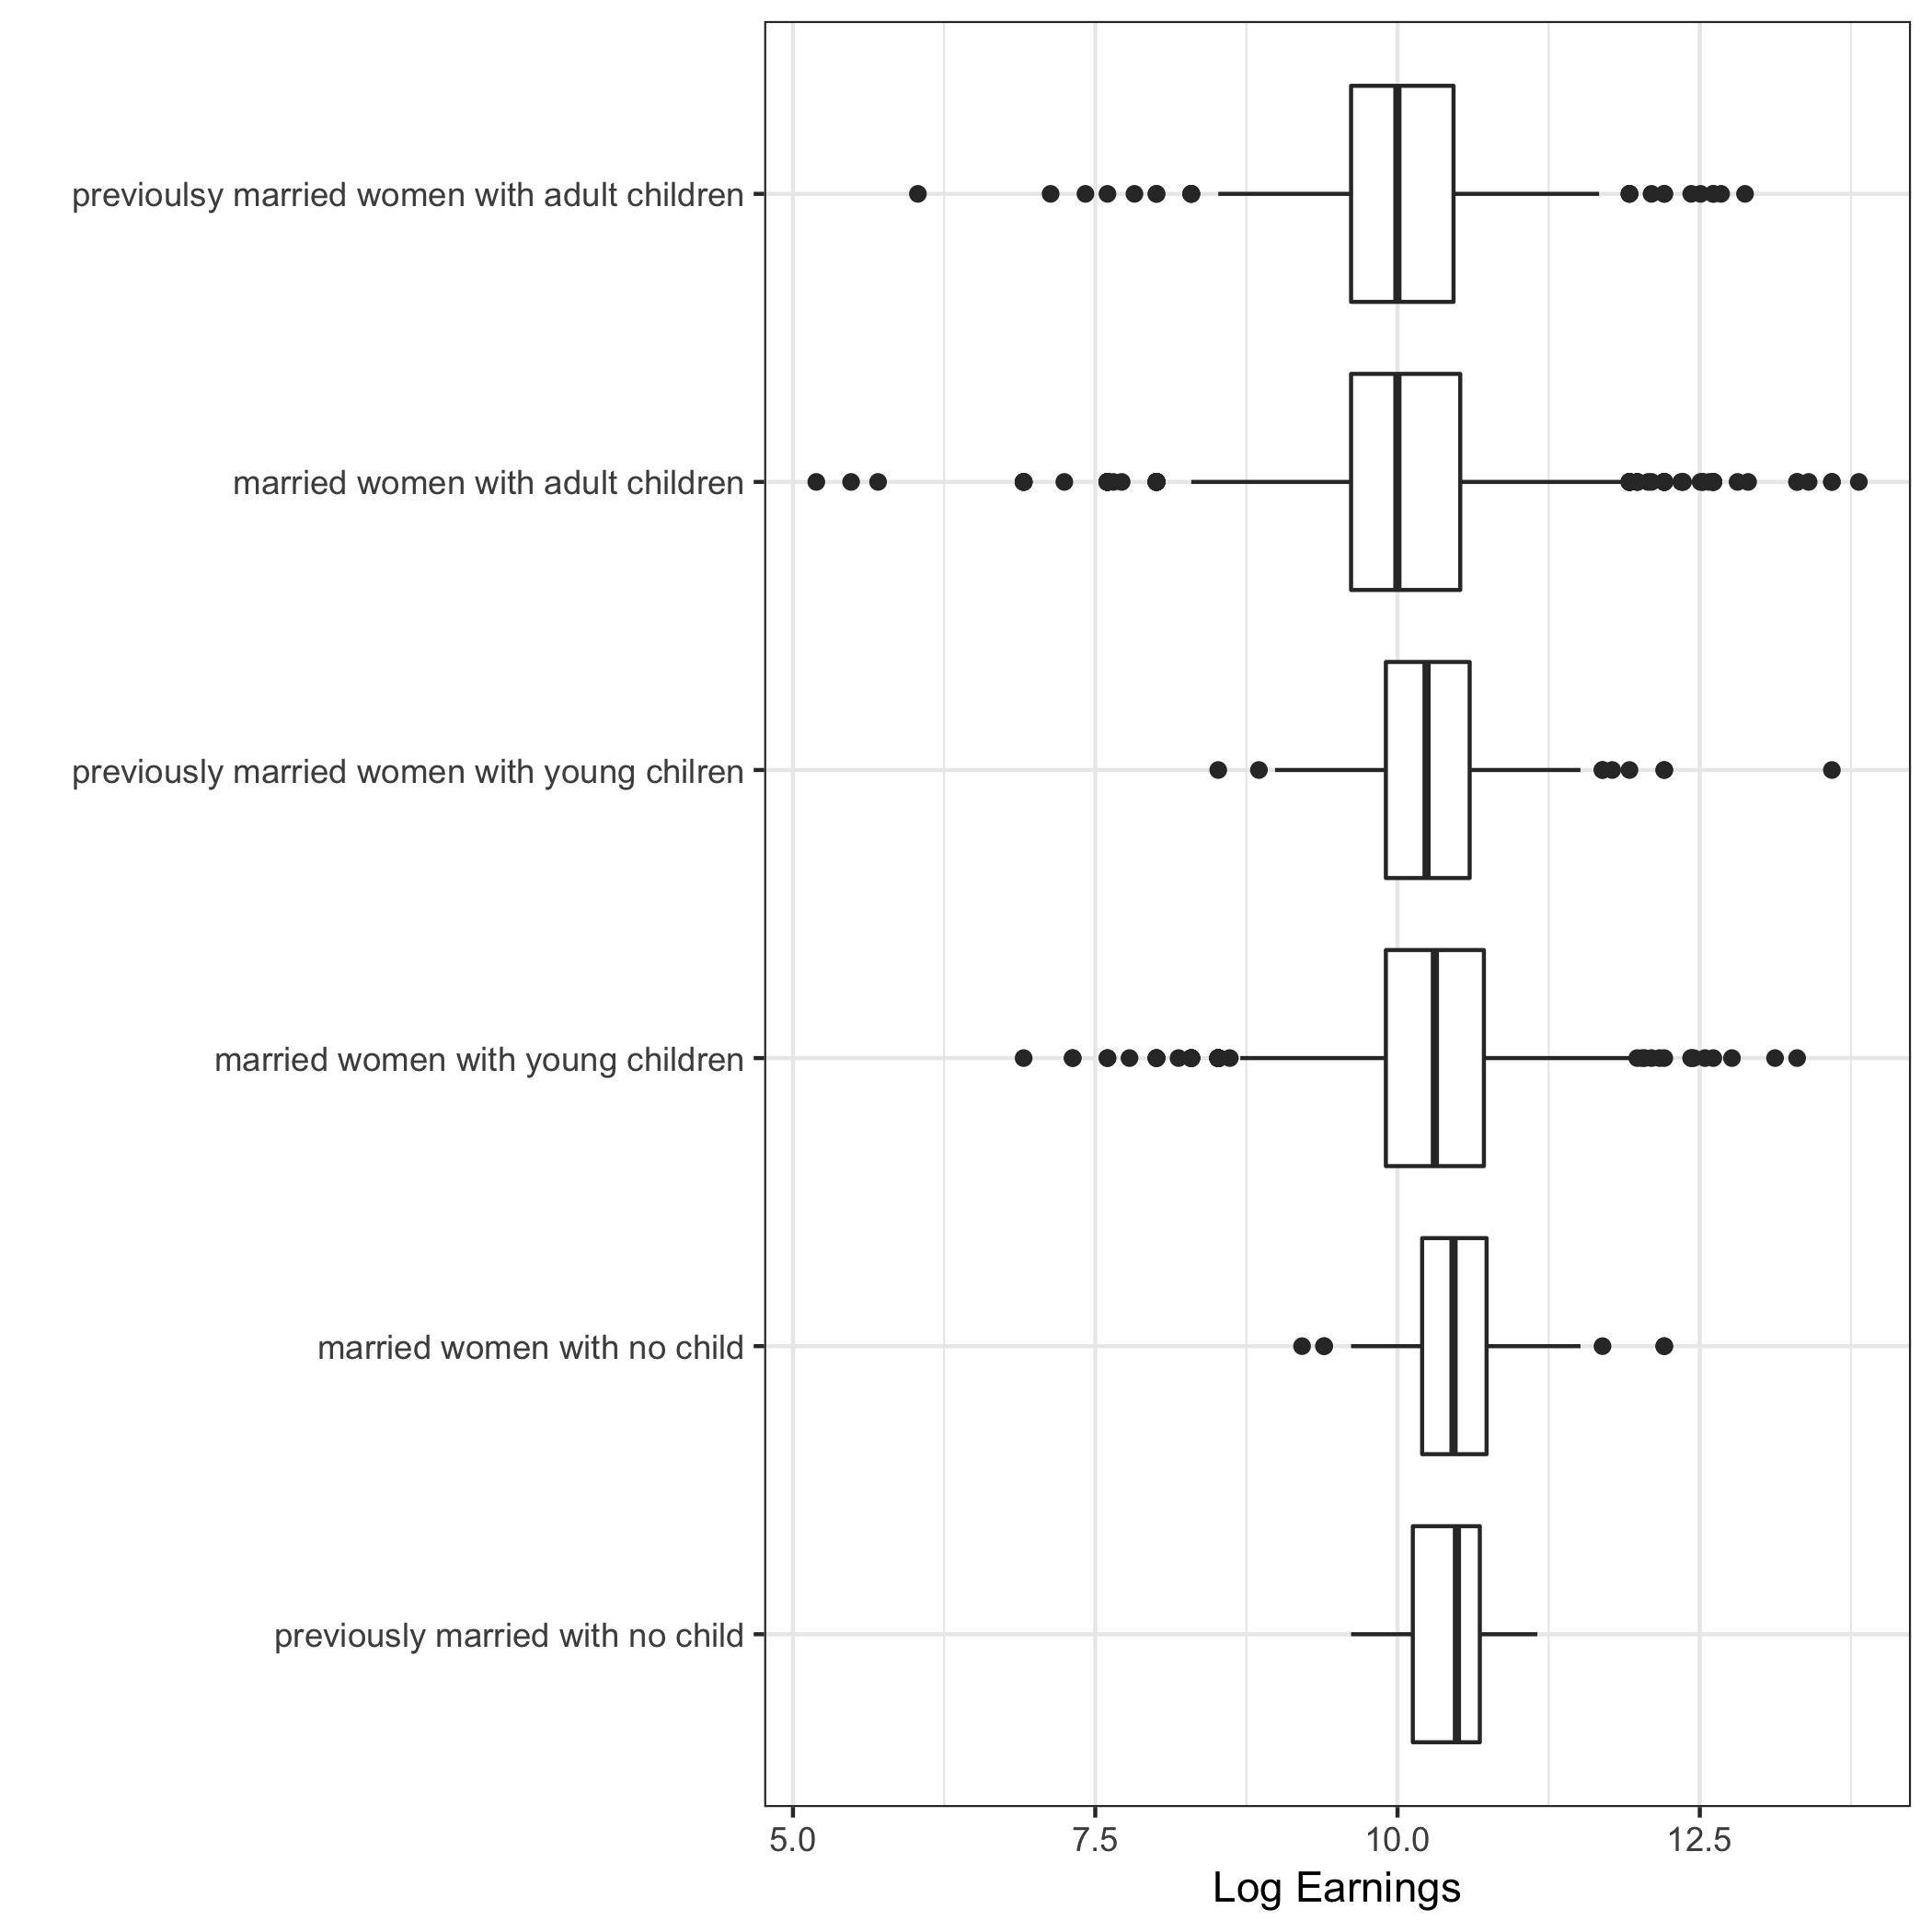 previoulsy married women with adult children
married women with adult children
previously married women with young chilren
married women with young children
married women with no child
previously married with no child
5.0 7.5 10.0 12.5
Log Earnings